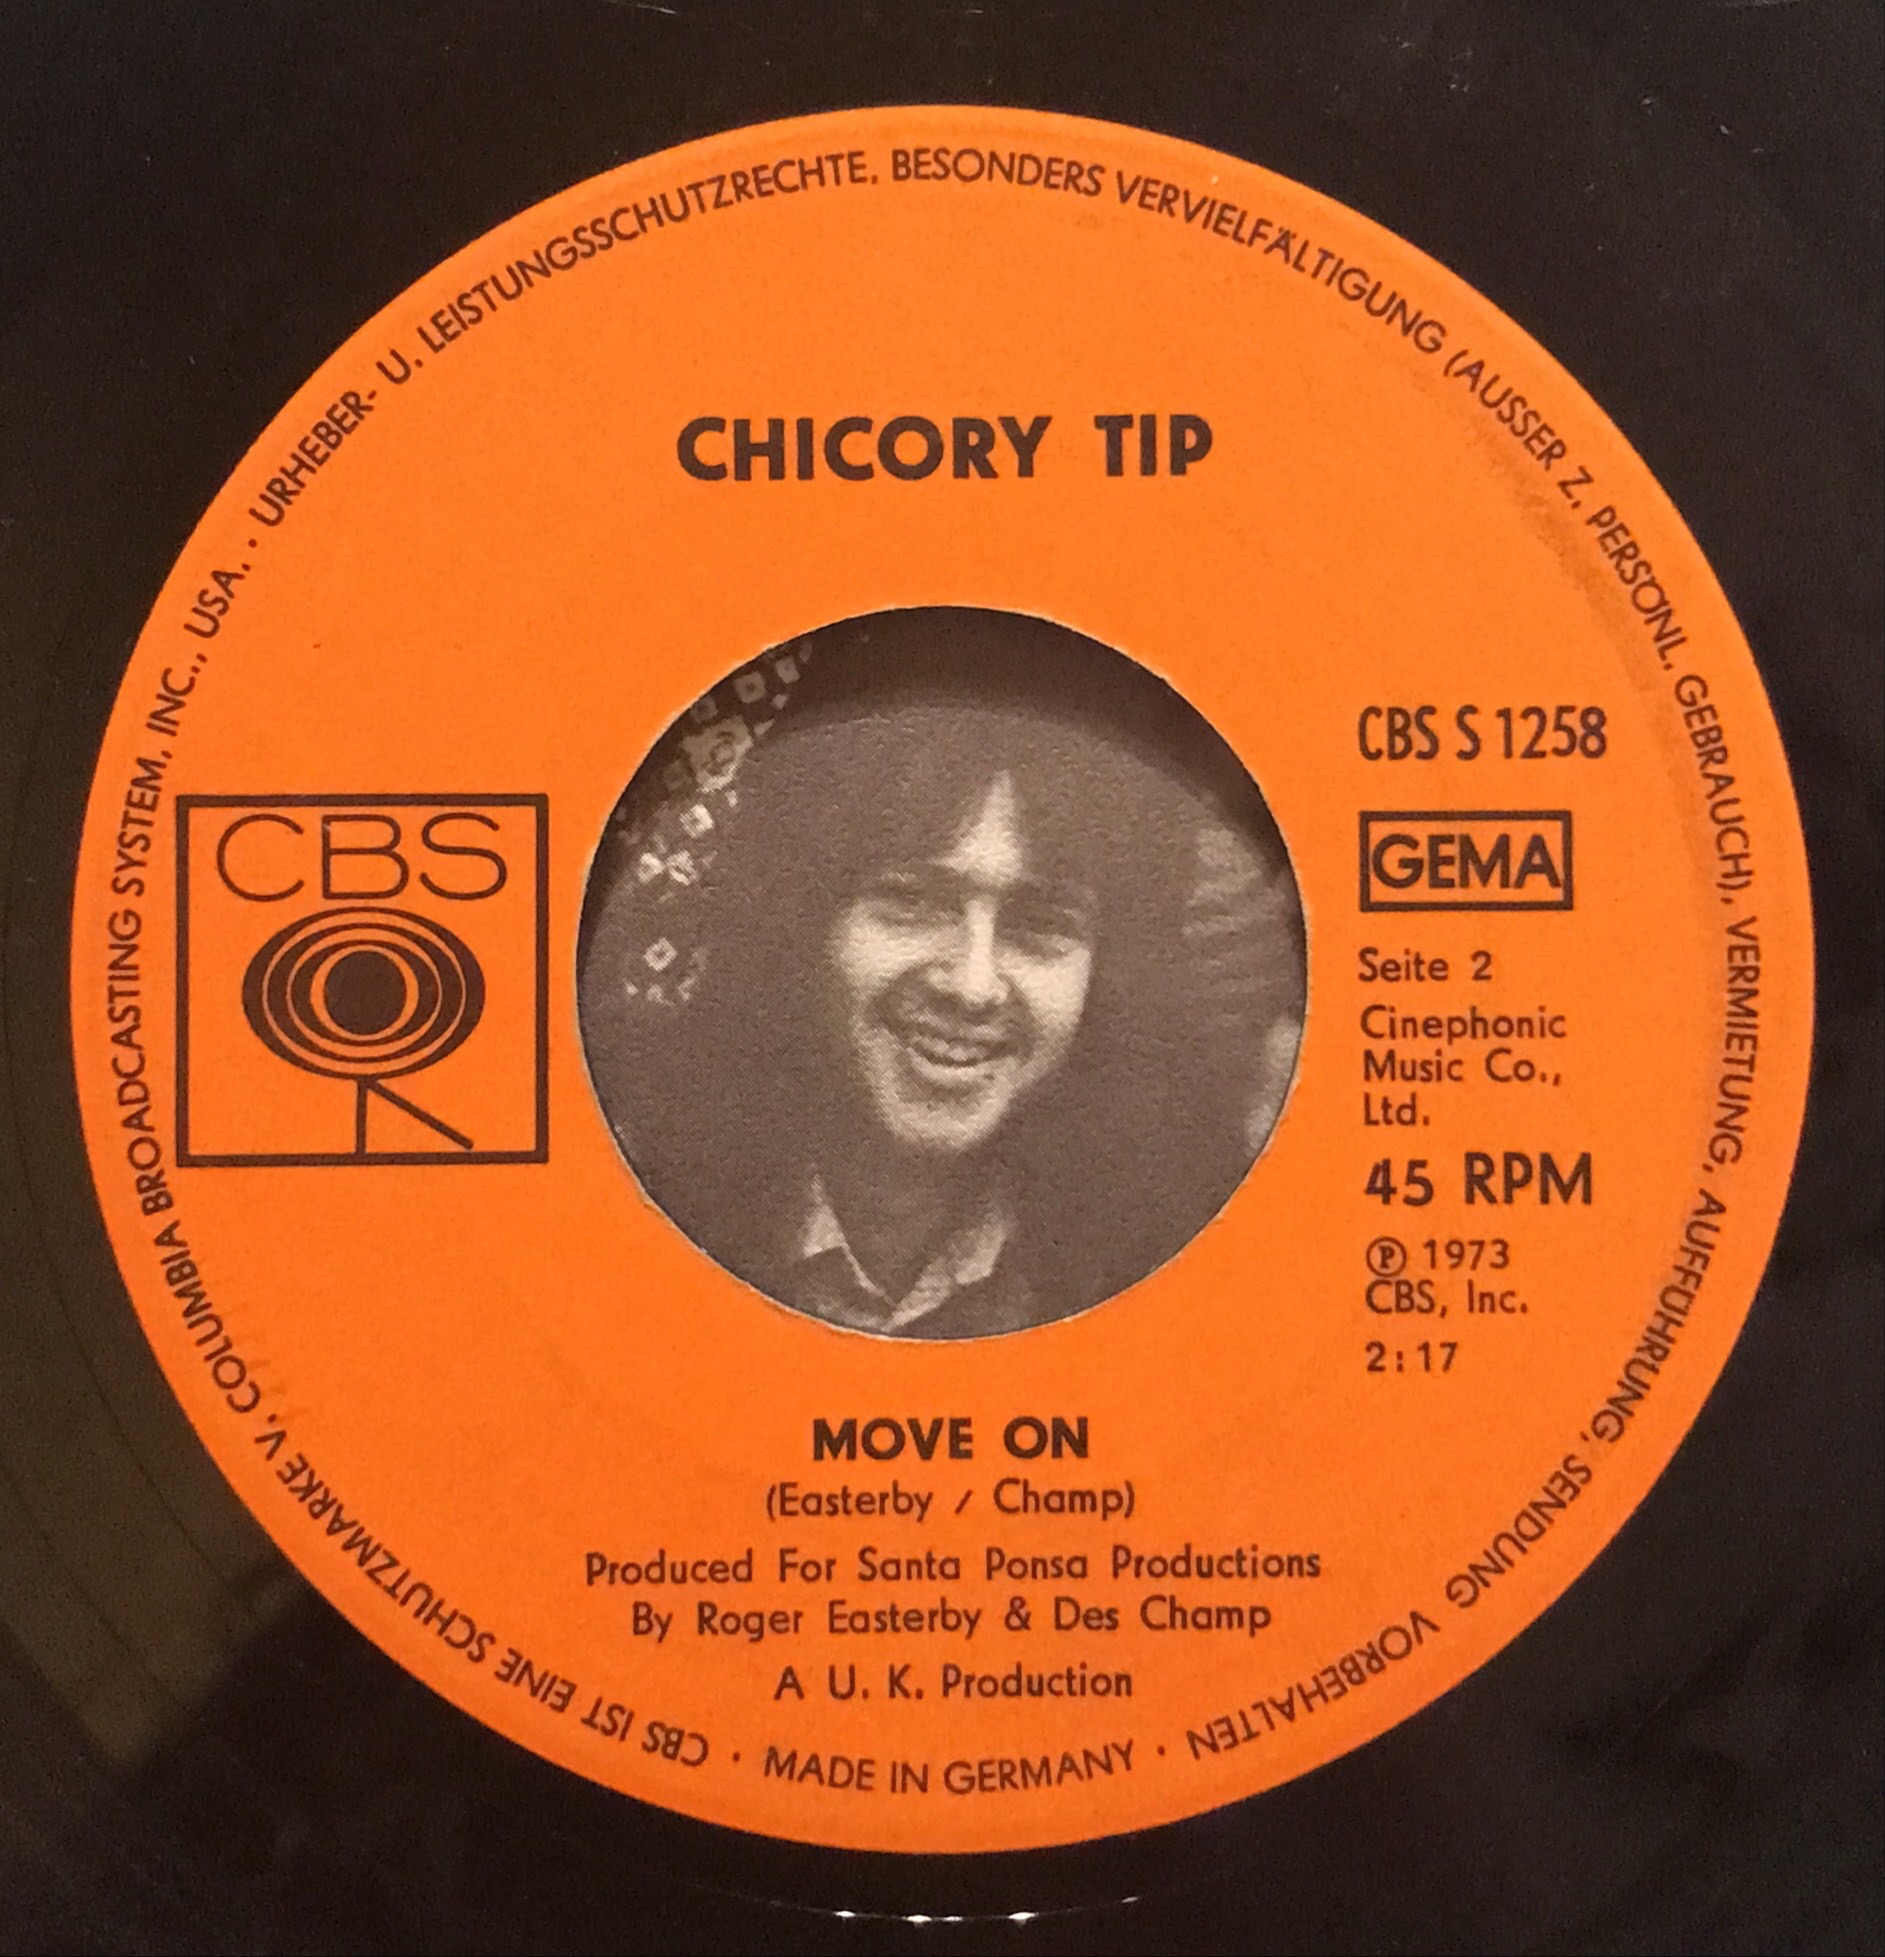 CBS IST EINE SCHUTZMARKE V. COLUMBIA BROADCASTING SYSTEM, INC., USA. · URHEBER- U. LEISTUNGSSCHUTZRECHTE, BESONDERS VERVIELFÄLTIGUNG (AUSSER Z. PERSÖNL. GEBRAUCH), VERMIETUNG, AUFFÜHRUNG, SENDUNG VORBEHALTEN · MADE IN GERMANY ·
CHICORY TIP
CBS
CBS S 1258
GEMA
Seite 2
Cinephonic
Music Co.,
Ltd.
45 RPM
℗ 1973
CBS, Inc.
2:17
MOVE ON
(Easterby / Champ)
Produced For Santa Ponsa Productions
By Roger Easterby & Des Champ
A U. K. Production